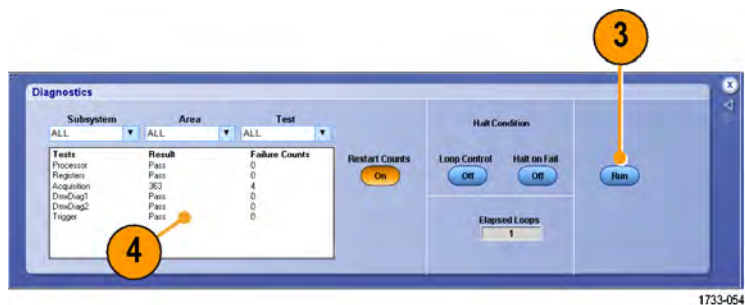 3
Diagnostics
X
Subsystem Area Test
ALL ALL ALL
Halt Condition
Tests Result Failure Counts
Processor Pass 0
Registers Pass 0
Acquisition 363 4
DmxDiag1 Pass 0
DmxDiag2 Pass 0
Trigger Pass 0
Restart Counts
On
Loop Control Halt on Fail
Off Off
Run
Elapsed Loops
1
4
1733-054